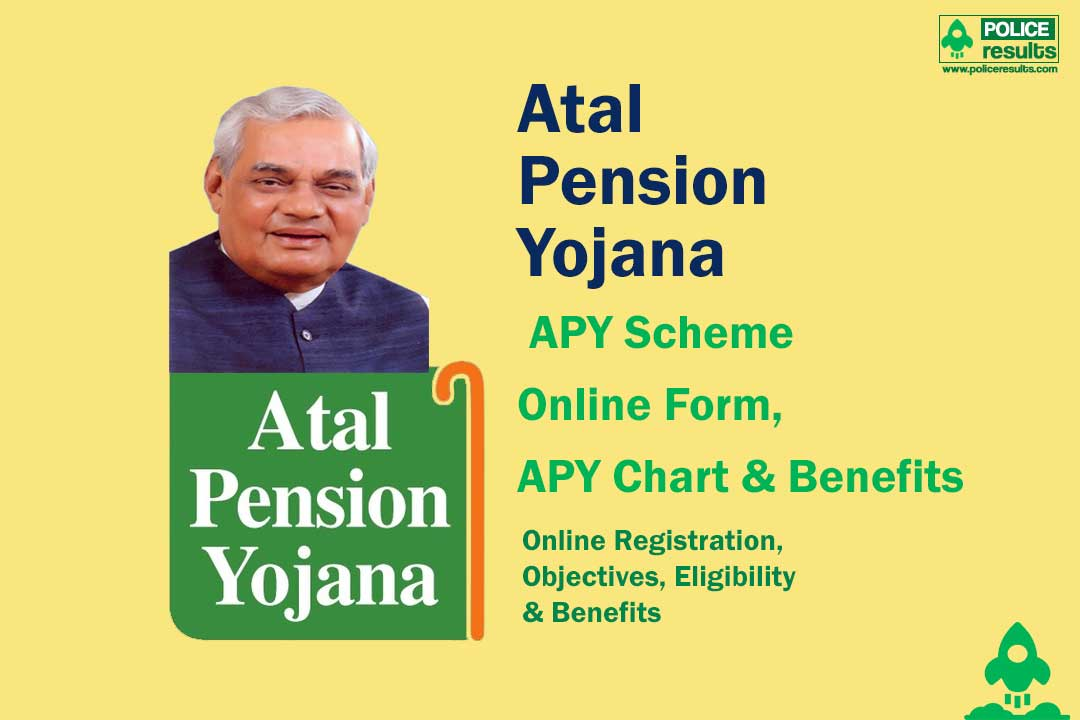 POLICE
results
www.policeresults.com
Atal
Pension
Yojana
APY Scheme
Online Form,
APY Chart & Benefits
Online Registration,
Objectives, Eligibility
& Benefits
Atal
Pension
Yojana